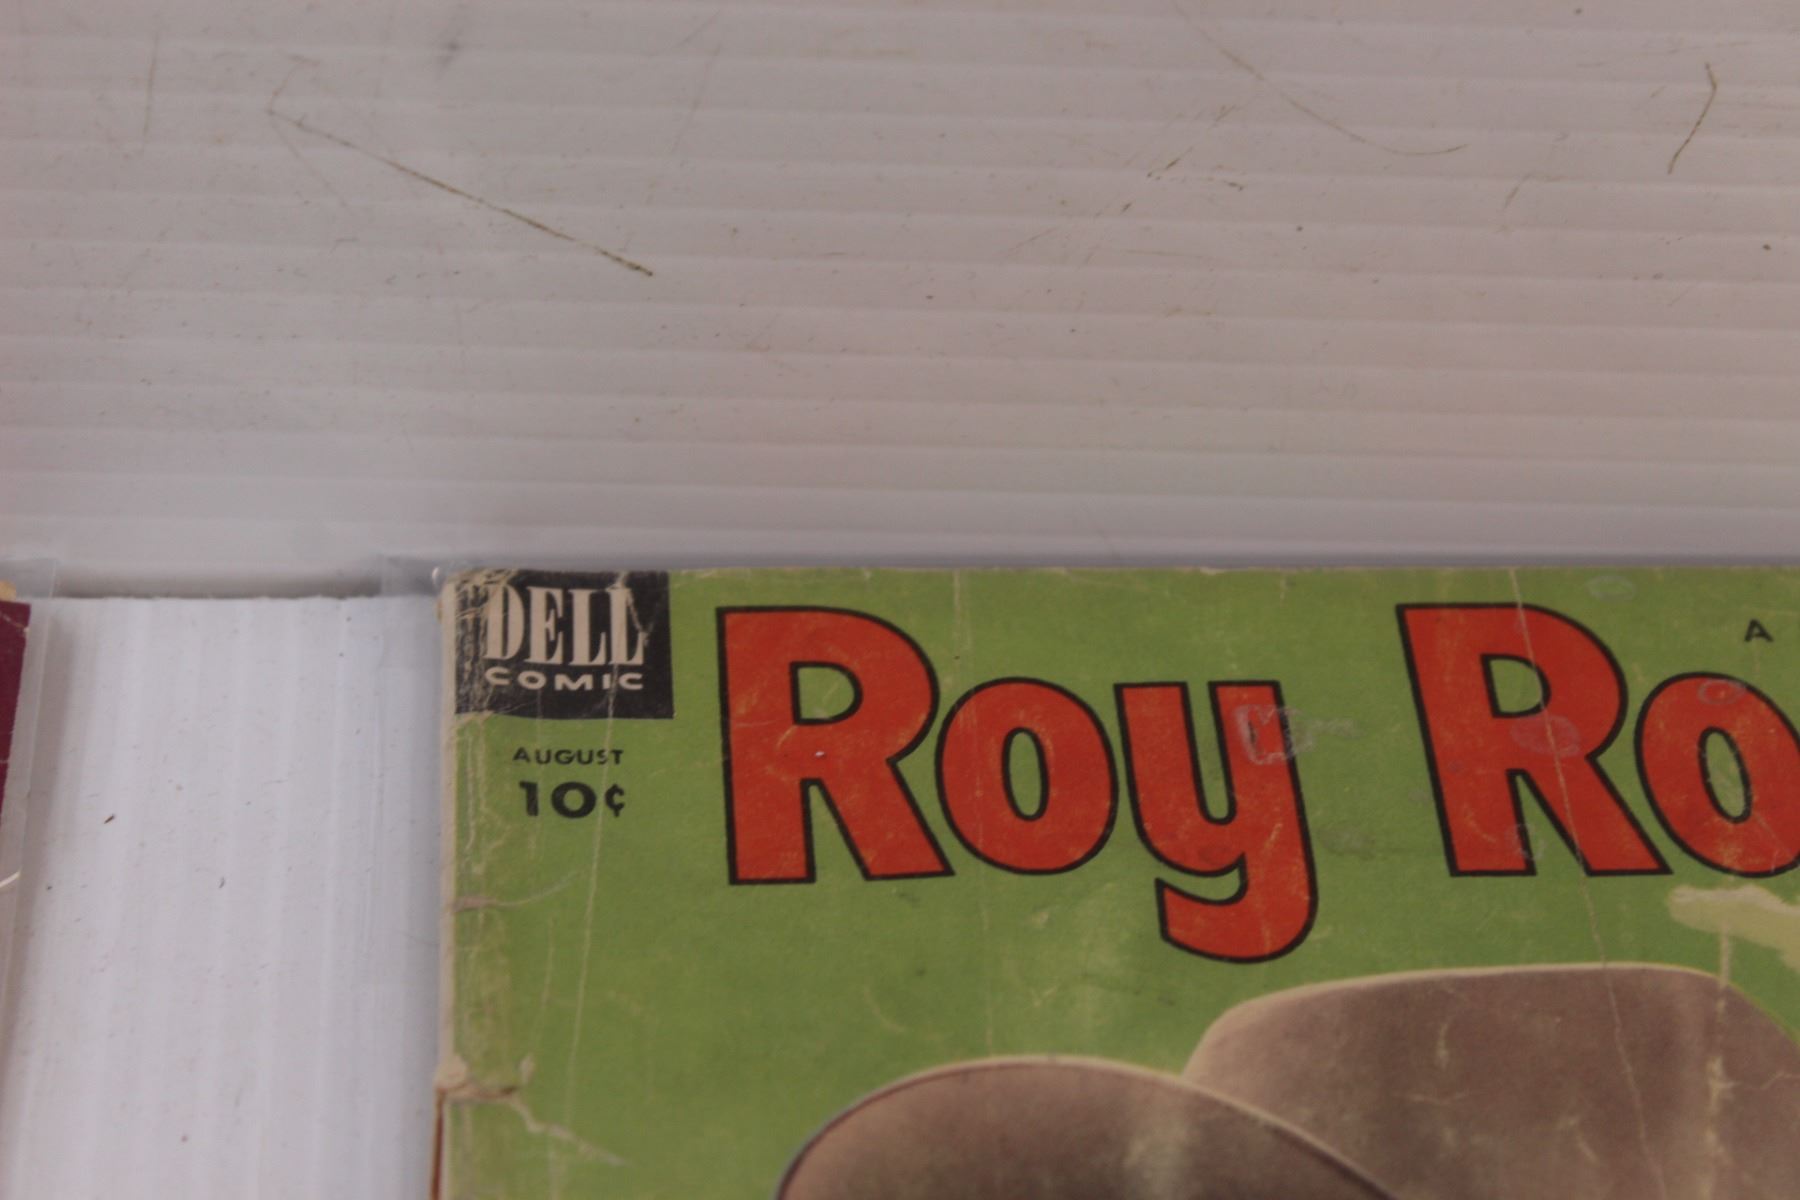 DELL
COMIC
AUGUST
10¢
A
Roy Ro